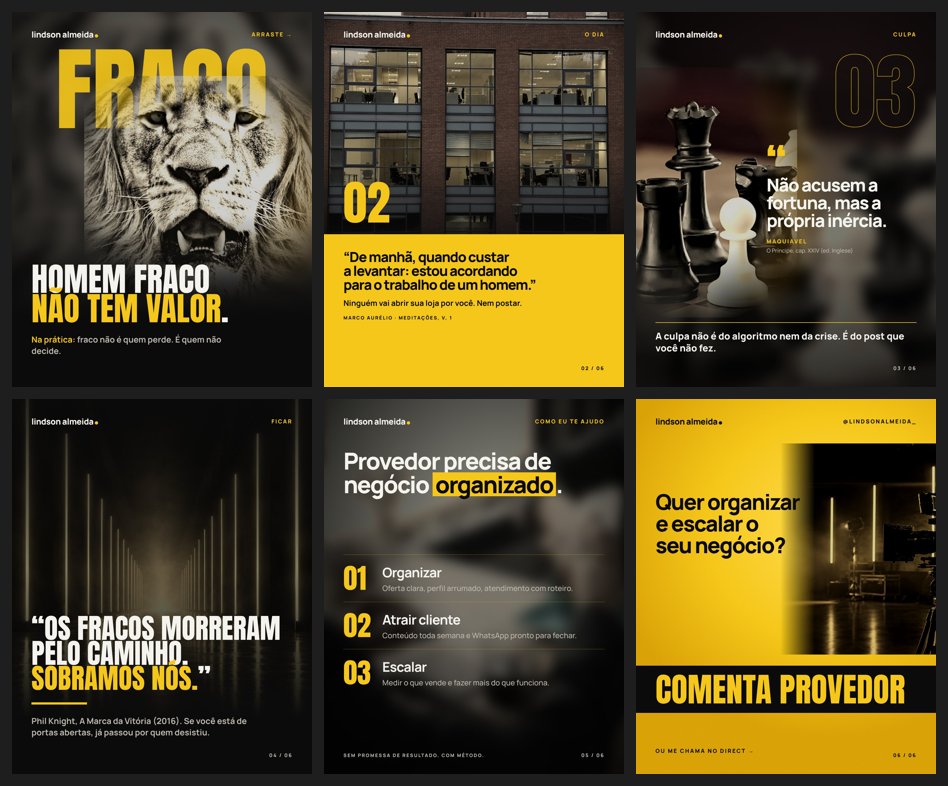 lindson almeida.
ARRASTE →
FRACO
HOMEM FRACO
NÃO TEM VALOR.
Na prática: fraco não é quem perde. É quem não
decide.
lindson almeida.
O DIA
02
“De manhã, quando custar
a levantar: estou acordando
para o trabalho de um homem.”
Ninguém vai abrir sua loja por você. Nem postar.
MARCO AURÉLIO · MEDITAÇÕES, V, 1
02 / 06
lindson almeida.
CULPA
03
“
Não acusem a
fortuna, mas a
própria inércia.
MAQUIAVEL
O Príncipe, cap. XXIV (ed. inglesa)
A culpa não é do algoritmo nem da crise. É do post que
você não fez.
03 / 06
lindson almeida.
FICAR
“OS FRACOS MORRERAM
PELO CAMINHO.
SOBRAMOS NÓS.”
Phil Knight, A Marca da Vitória (2016). Se você está de
portas abertas, já passou por quem desistiu.
04 / 06
lindson almeida.
COMO EU TE AJUDO
Provedor precisa de
negócio organizado.
01
Organizar
Oferta clara, perfil arrumado, atendimento com roteiro.
02
Atrair cliente
Conteúdo toda semana e WhatsApp pronto para fechar.
03
Escalar
Medir o que vende e fazer mais do que funciona.
SEM PROMESSA DE RESULTADO. COM MÉTODO.
05 / 06
lindson almeida.
@LINDSONALMEIDA_
Quer organizar
e escalar o
seu negócio?
COMENTA PROVEDOR
OU ME CHAMA NO DIRECT →
06 / 06